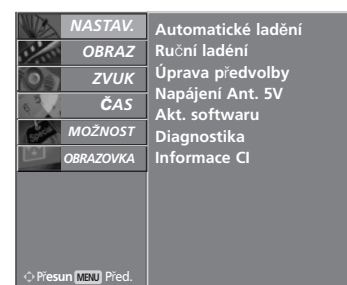 NASTAV.
OBRAZ
ZVUK
ČAS
MOŽNOST
OBRAZOVKA
Přesun MENU Před.
Automatické ladění
Ruční ladéní
Úprava předvolby
Napájení Ant. 5V
Akt. softwaru
Diagnostika
Informace CI